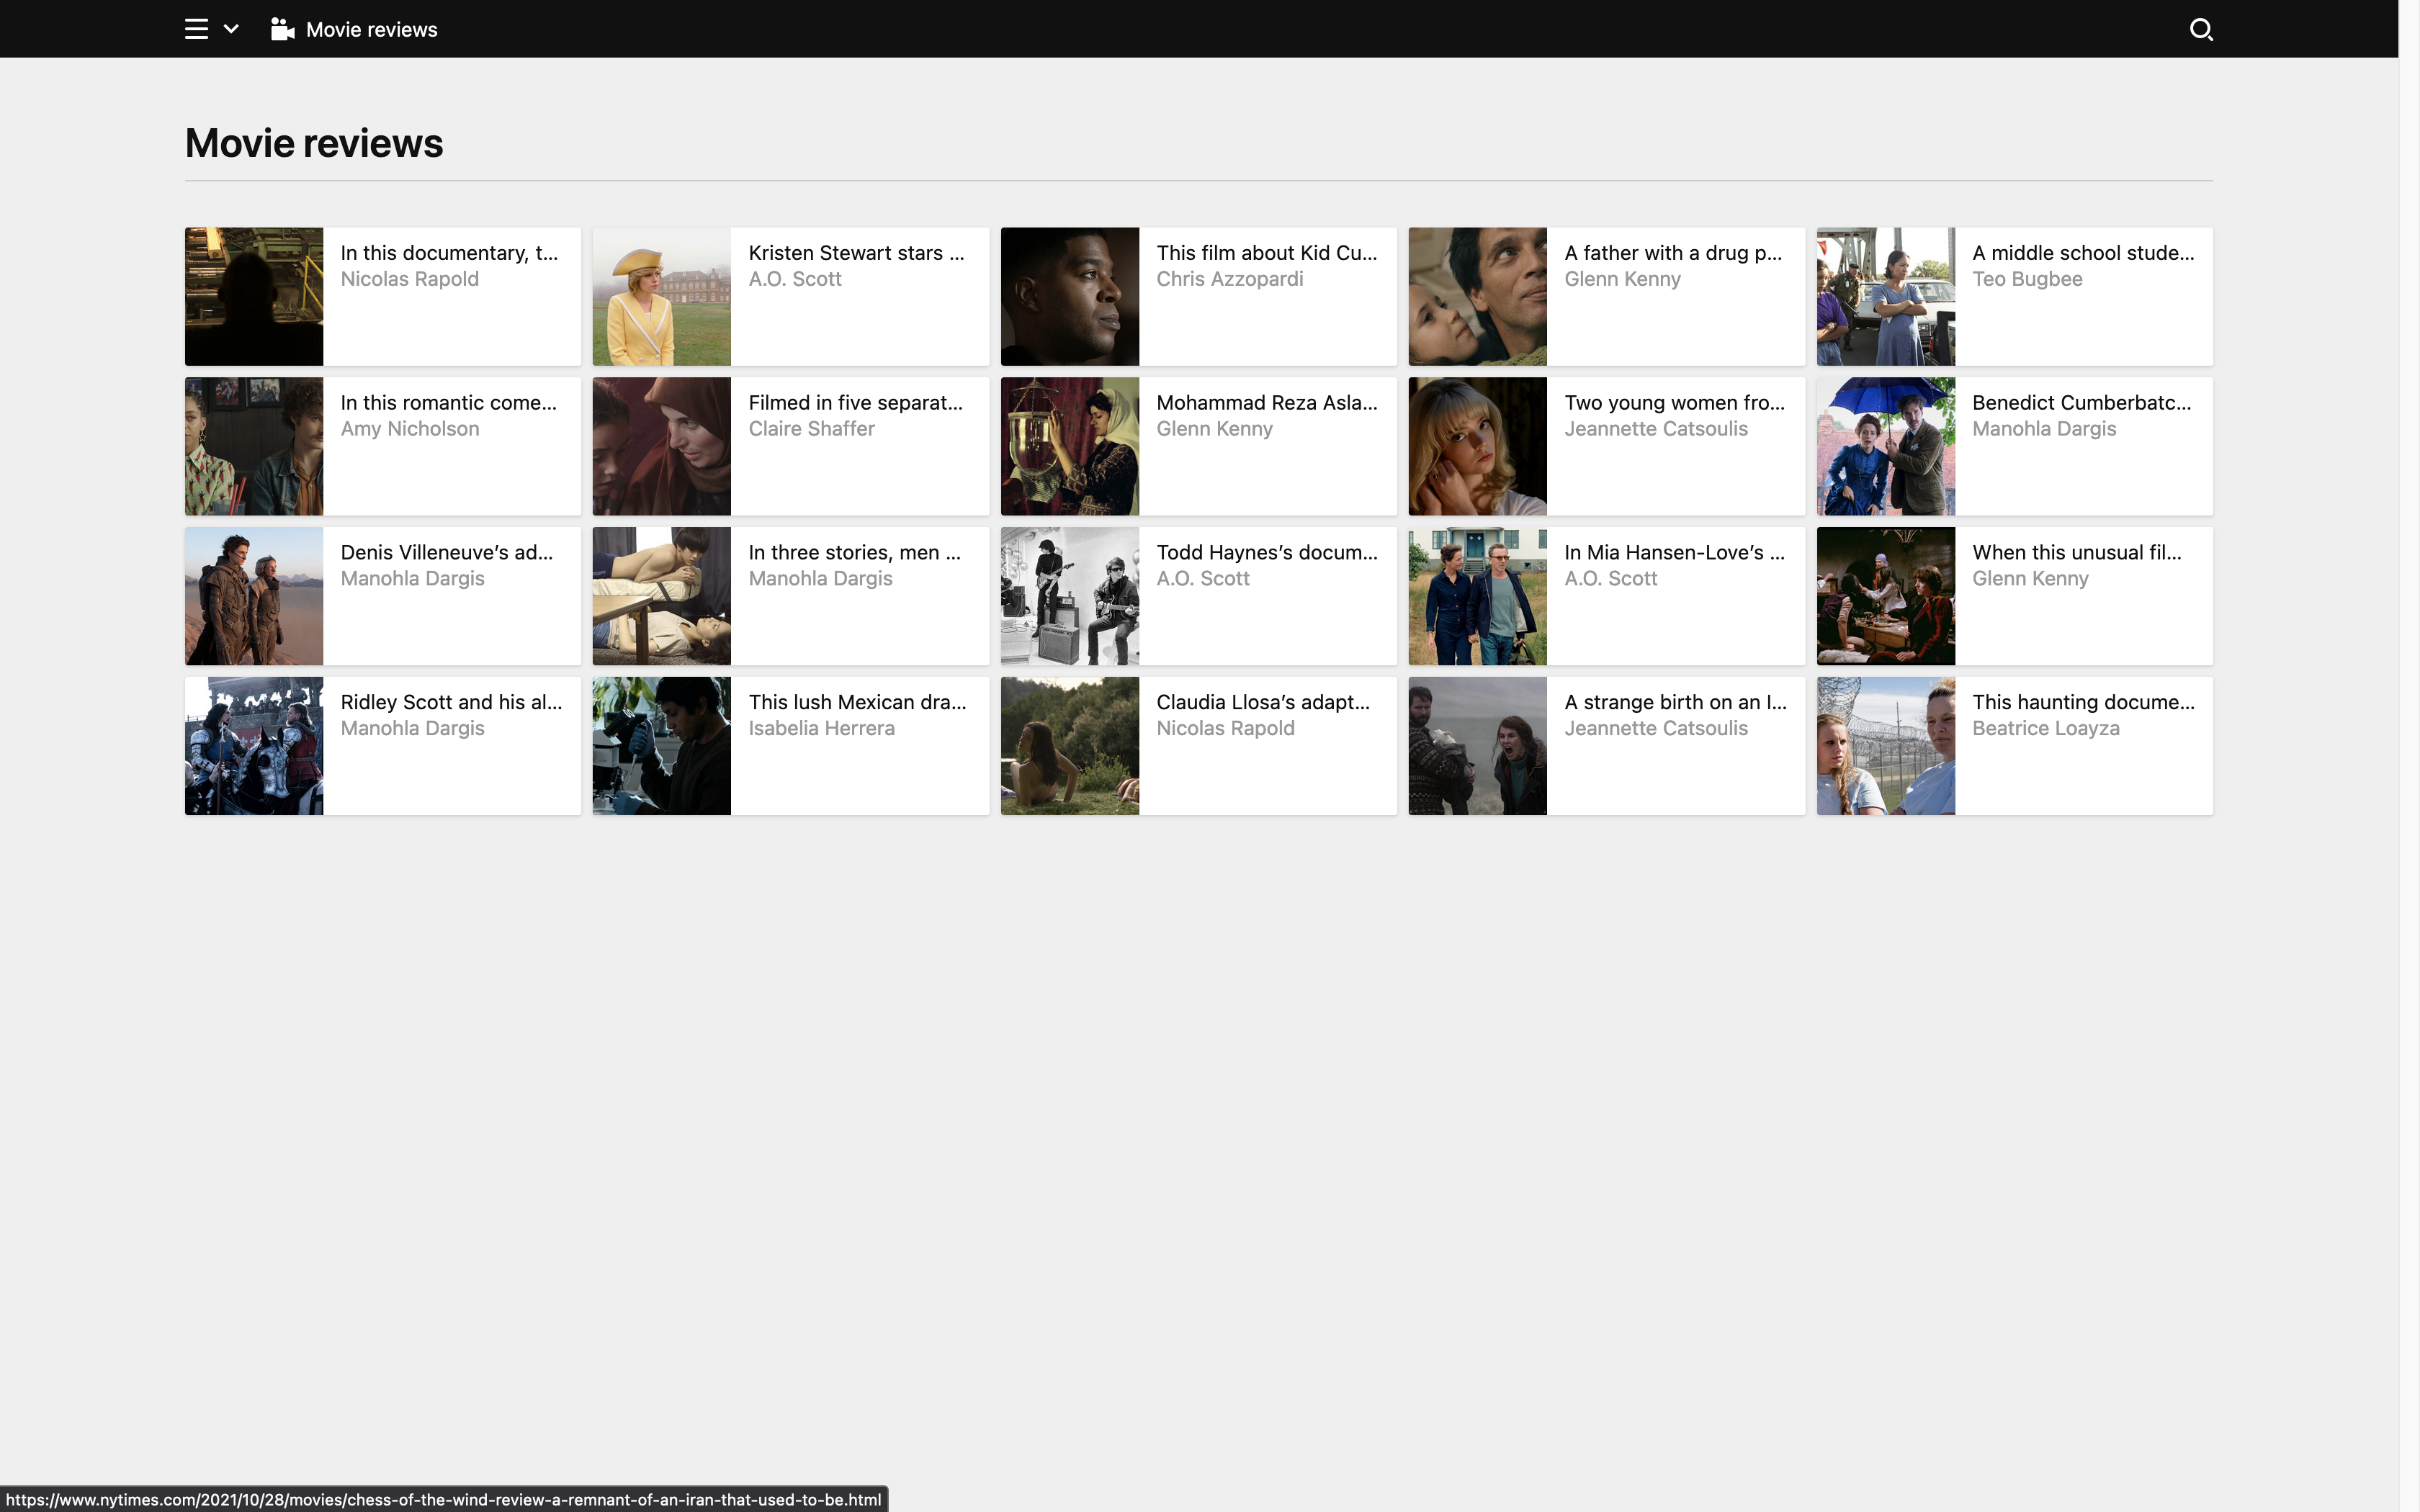 Movie reviews
Movie reviews
In this documentary, t...
Nicolas Rapold
Kristen Stewart stars ...
A.O. Scott
This film about Kid Cu...
Chris Azzopardi
A father with a drug p...
Glenn Kenny
A middle school stude...
Teo Bugbee
In this romantic come...
Amy Nicholson
Filmed in five separat...
Claire Shaffer
Mohammad Reza Asla...
Glenn Kenny
Two young women fro...
Jeannette Catsoulis
Benedict Cumberbatc...
Manohla Dargis
Denis Villeneuve’s ad...
Manohla Dargis
In three stories, men ...
Manohla Dargis
Todd Haynes’s docum...
A.O. Scott
In Mia Hansen-Love’s ...
A.O. Scott
When this unusual fil...
Glenn Kenny
Ridley Scott and his al...
Manohla Dargis
This lush Mexican dra...
Isabelia Herrera
Claudia Llosa’s adapt...
Nicolas Rapold
A strange birth on an I...
Jeannette Catsoulis
This haunting docume...
Beatrice Loayza
https://www.nytimes.com/2021/10/28/movies/chess-of-the-wind-review-a-remnant-of-an-iran-that-used-to-be.html